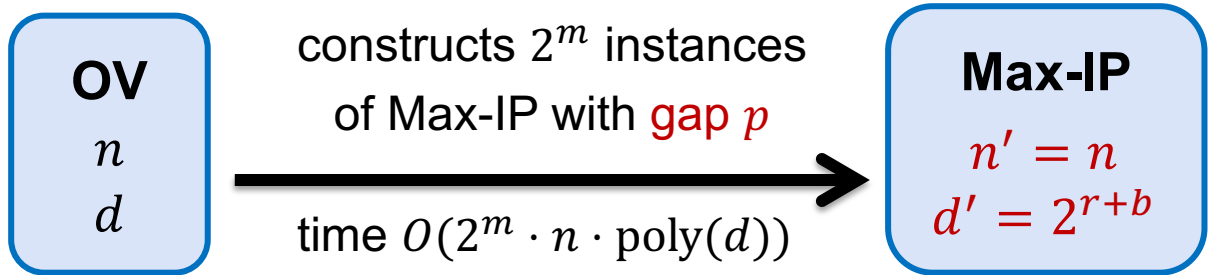 OV
n
d
constructs 2^m instances
of Max-IP with gap p
time O(2^m · n · poly(d))
Max-IP
n′ = n
d′ = 2^{r+b}